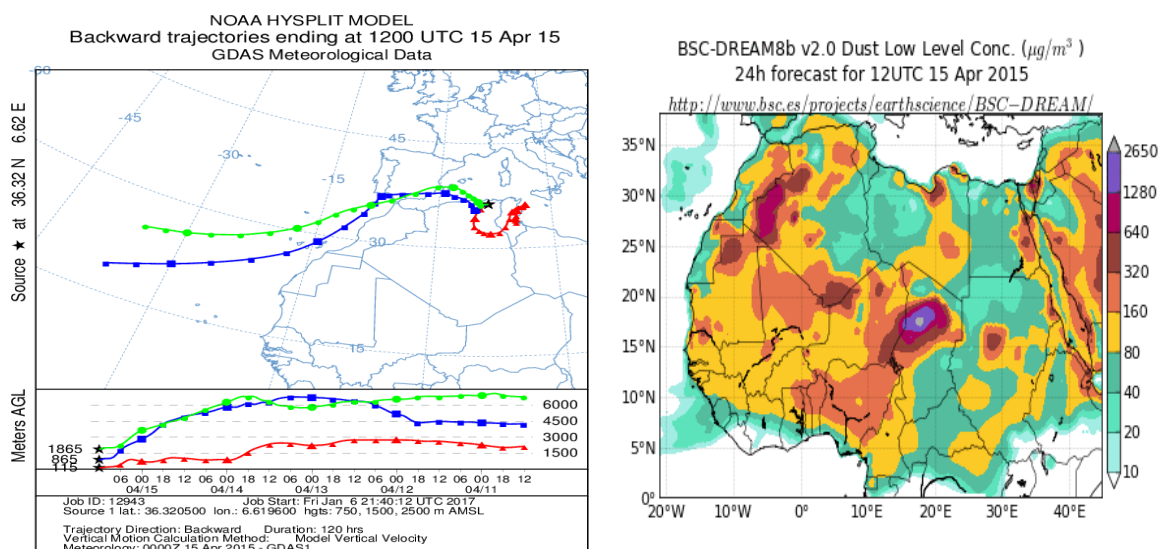 NOAA HYSPLIT MODEL
Backward trajectories ending at 1200 UTC 15 Apr 15
GDAS Meteorological Data
Source ★ at 36.32 N 6.62 E
-60
-45
-30
-15
-45
30
15
15
Meters AGL
1865
865
115
6000
4500
3000
1500
06 00 18 12 06 00 18 12 06 00 18 12 06 00 18 12 06 00 18 12
04/15 04/14 04/13 04/12 04/11
Job ID: 12943 Job Start: Fri Jan 6 21:40:12 UTC 2017
Source 1 lat.: 36.320500 lon.: 6.619600 hgts: 750, 1500, 2500 m AMSL
Trajectory Direction: Backward Duration: 120 hrs
Vertical Motion Calculation Method: Model Vertical Velocity
Meteorology: 0000Z 15 Apr 2015 - GDAS1
BSC-DREAM8b v2.0 Dust Low Level Conc. (μg/m³ )
24h forecast for 12UTC 15 Apr 2015
http://www.bsc.es/projects/earthscience/BSC−DREAM/
35°N
30°N
25°N
20°N
15°N
10°N
5°N
0°
20°W 10°W 0°E 10°E 20°E 30°E 40°E
2650
1280
640
320
160
80
40
20
10